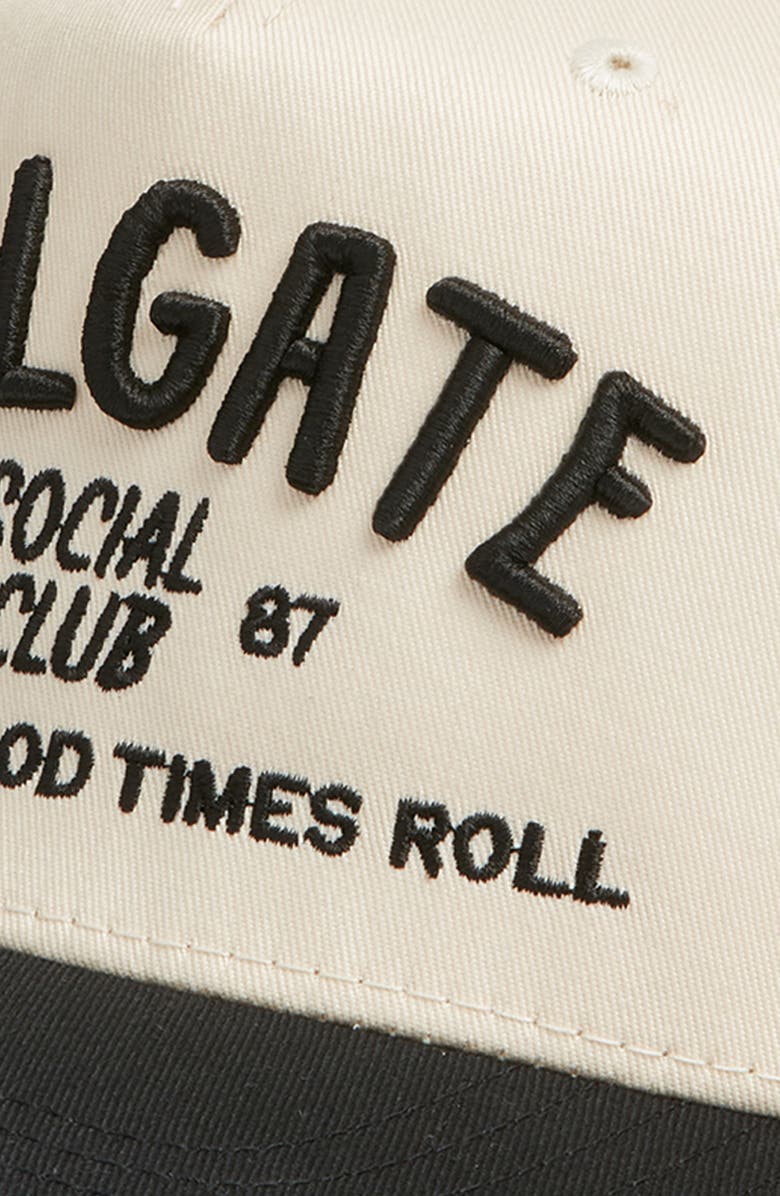 LGATE
SOCIAL
CLUB 87
OD TIMES ROLL